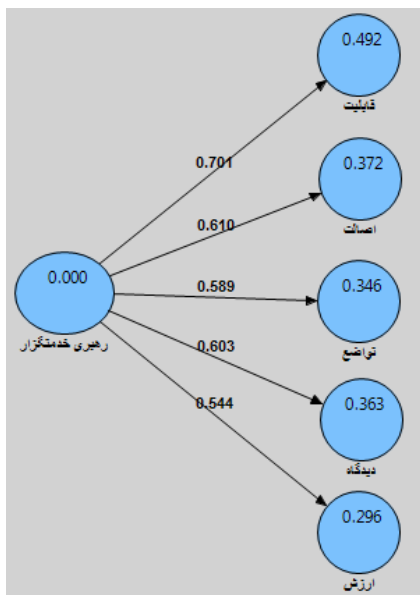 0.492
قابلیت
0.701
0.372
اصالت
0.610
0.000
رهبری خدمتگزار
0.589
0.346
تواضع
0.603
0.363
دیدگاه
0.544
0.296
ارزش